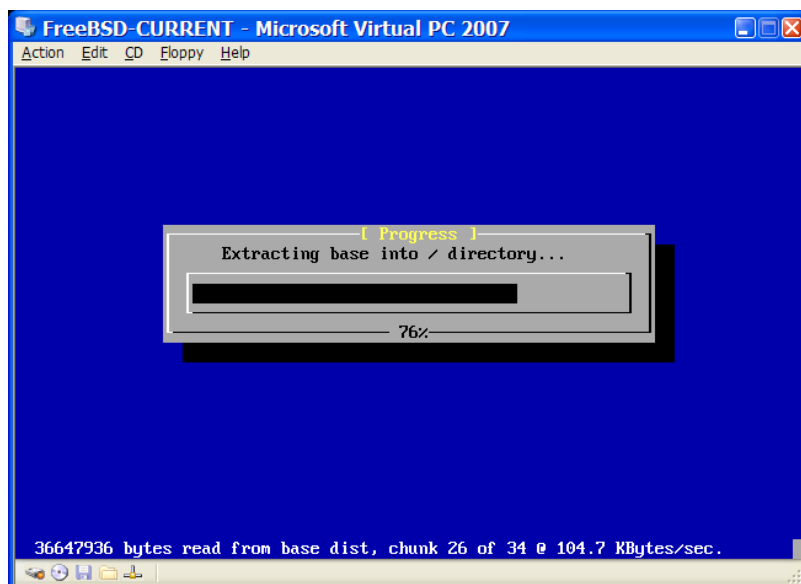 FreeBSD-CURRENT - Microsoft Virtual PC 2007
Action Edit CD Floppy Help
[ Progress ]
Extracting base into / directory...
76%
36647936 bytes read from base dist, chunk 26 of 34 @ 104.7 KBytes/sec.